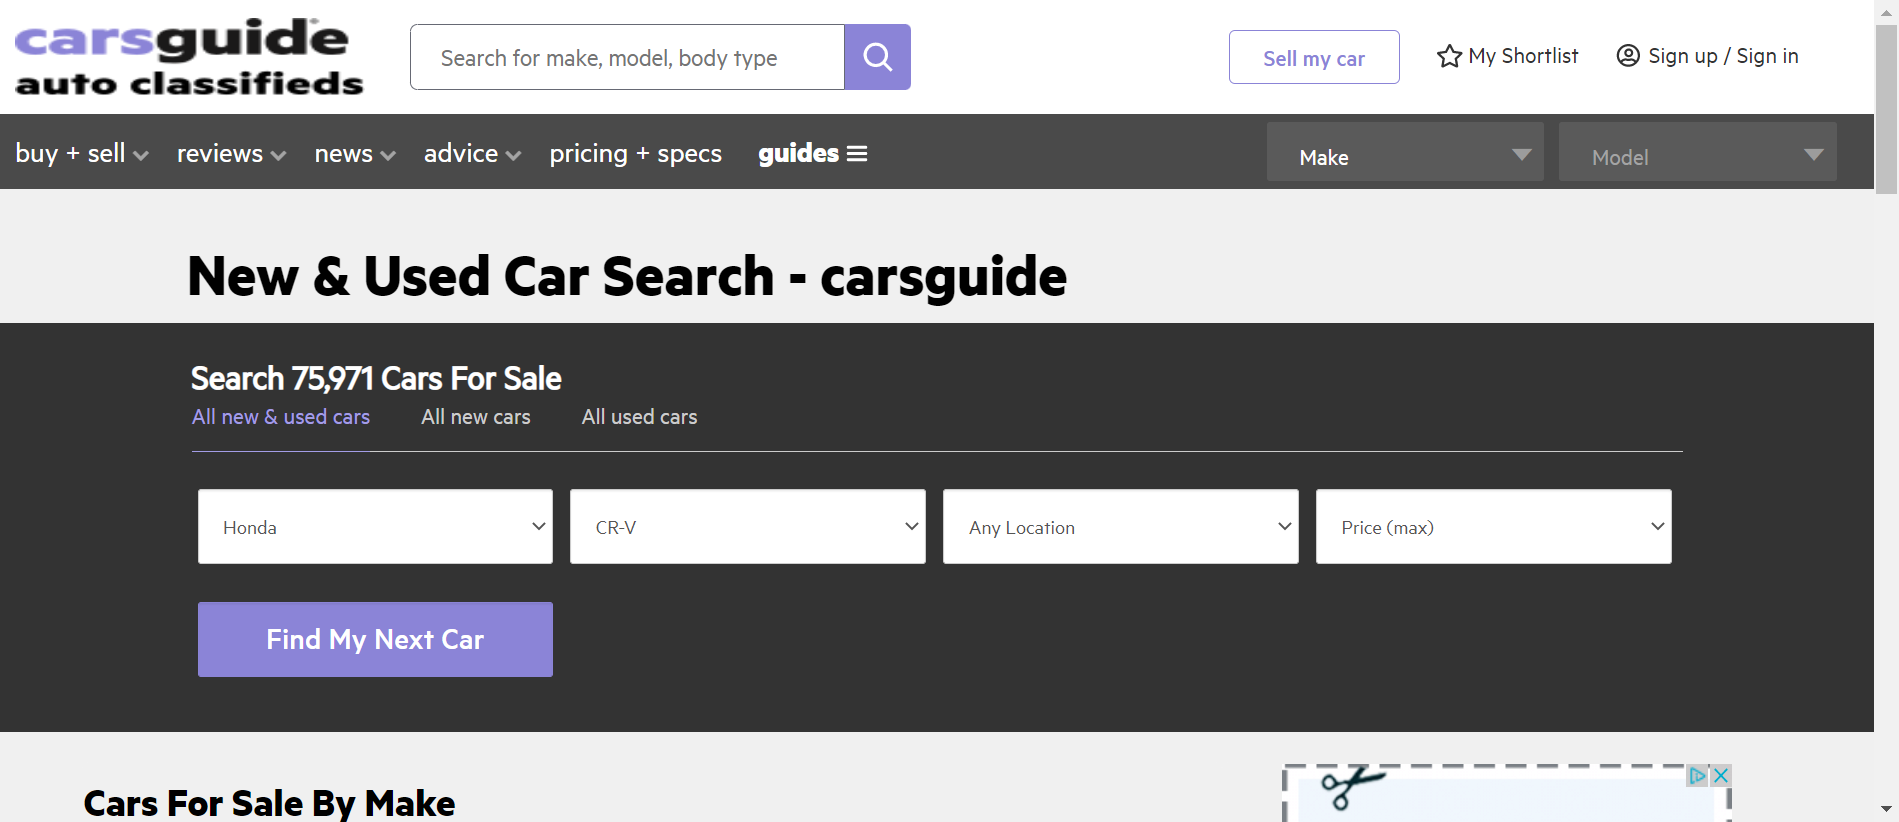 carsguide
auto classifieds
Search for make, model, body type
Sell my car
My Shortlist
Sign up / Sign in
buy + sell
reviews
news
advice
pricing + specs
guides
Make
Model
New & Used Car Search - carsguide
Search 75,971 Cars For Sale
All new & used cars
All new cars
All used cars
Honda
CR-V
Any Location
Price (max)
Find My Next Car
Cars For Sale By Make